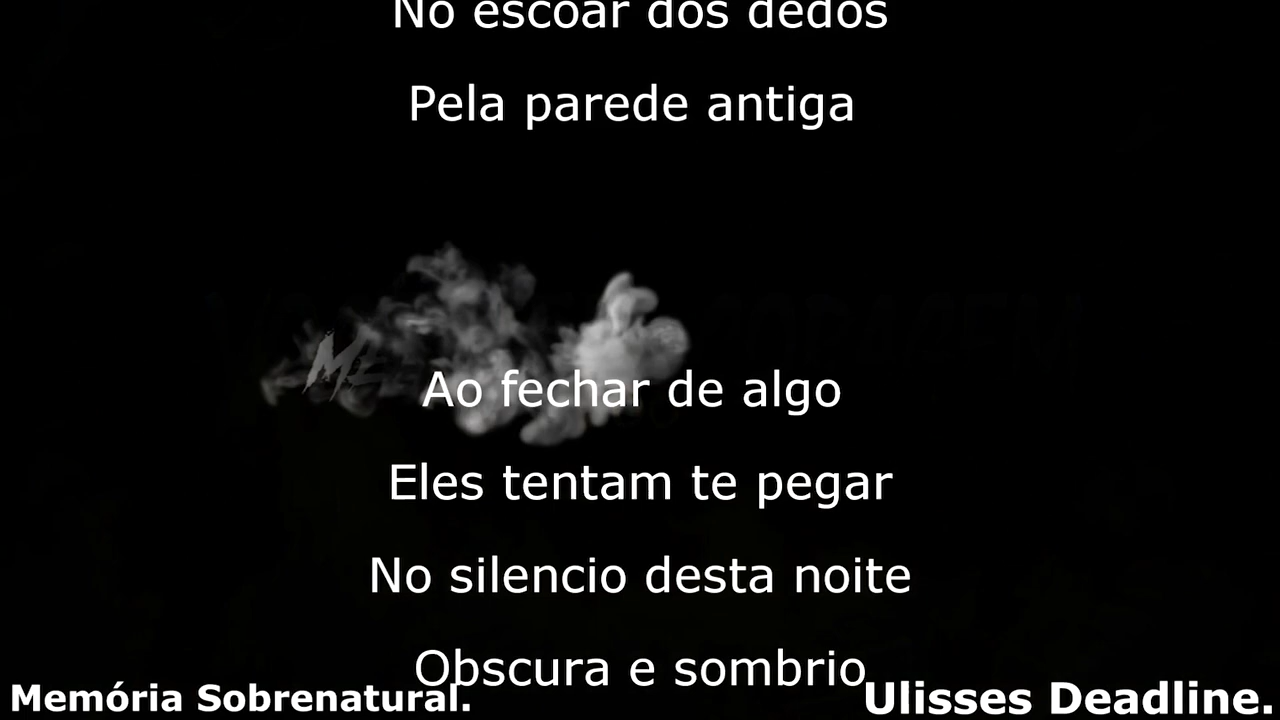 No escoar dos dedos
Pela parede antiga
Ao fechar de algo
Eles tentam te pegar
No silencio desta noite
Obscura e sombrio
Memória Sobrenatural.
Ulisses Deadline.